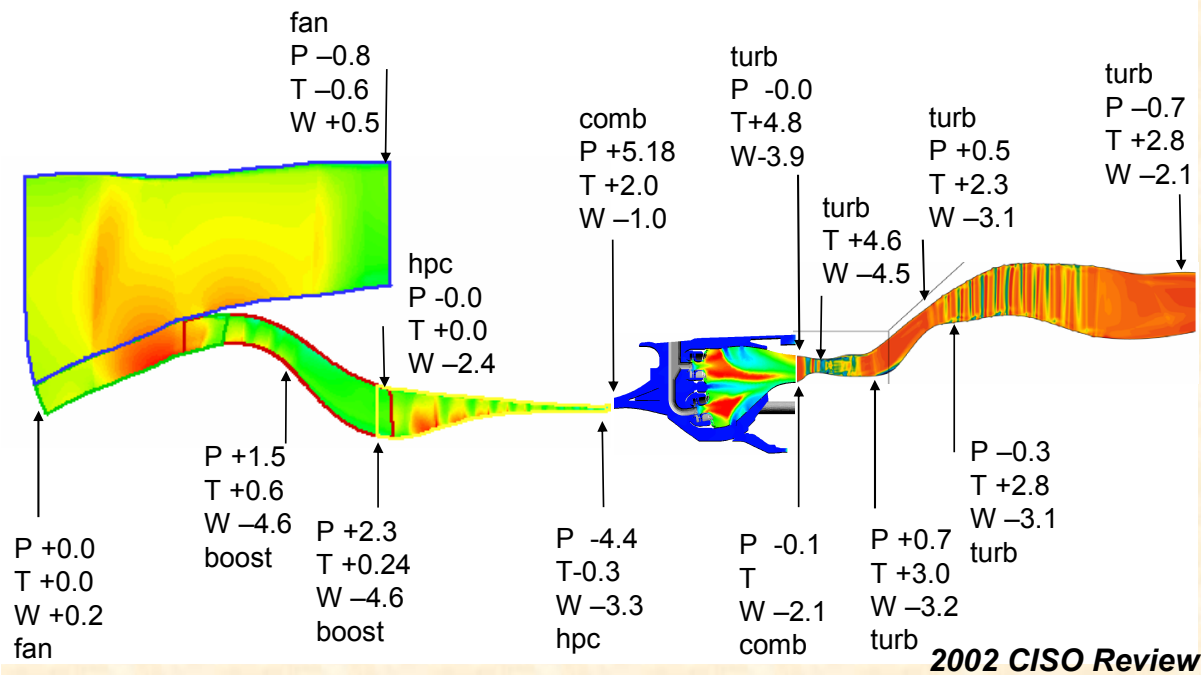 fan
P –0.8
T –0.6
W +0.5
hpc
P -0.0
T +0.0
W –2.4
comb
P +5.18
T +2.0
W –1.0
turb
P -0.0
T+4.8
W-3.9
turb
T +4.6
W –4.5
turb
P +0.5
T +2.3
W –3.1
turb
P –0.7
T +2.8
W –2.1
P +0.0
T +0.0
W +0.2
fan
P +1.5
T +0.6
W –4.6
boost
P +2.3
T +0.24
W –4.6
boost
P -4.4
T-0.3
W –3.3
hpc
P -0.1
T
W –2.1
comb
P +0.7
T +3.0
W –3.2
turb
P –0.3
T +2.8
W –3.1
turb
2002 CISO Review